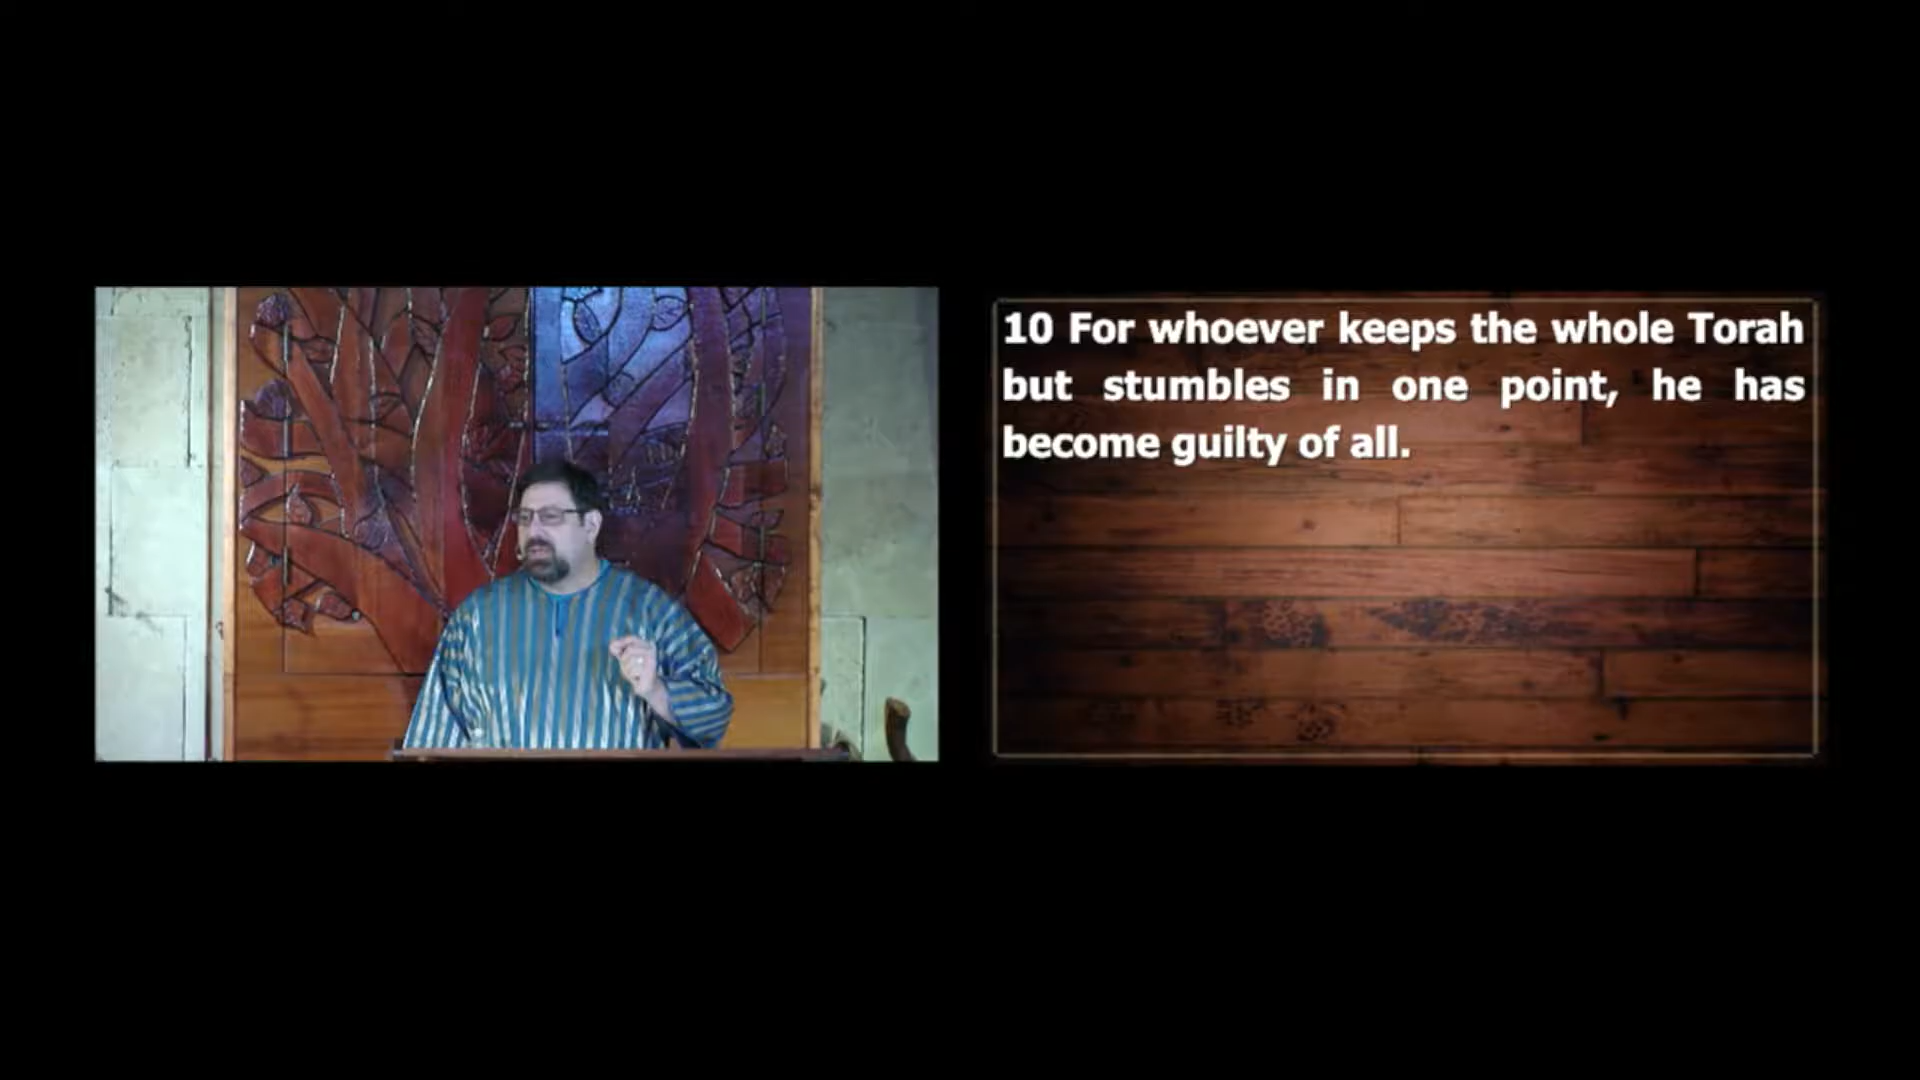 10 For whoever keeps the whole Torah
but stumbles in one point, he has
become guilty of all.